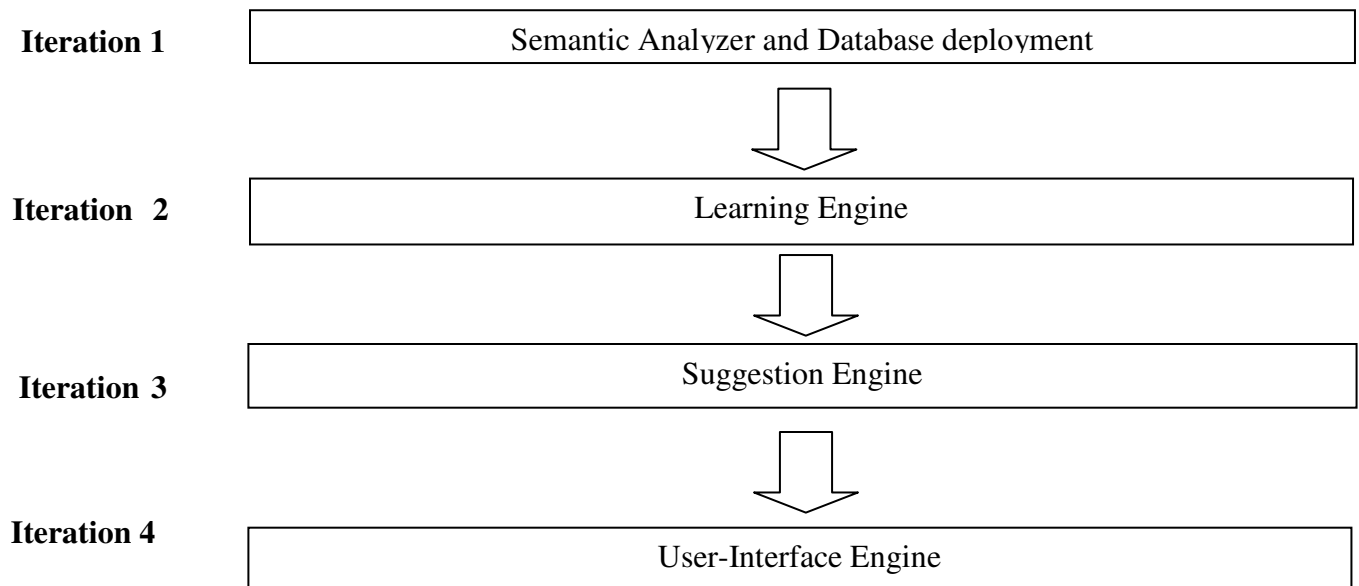 Iteration 1
Semantic Analyzer and Database deployment
Iteration 2
Learning Engine
Iteration 3
Suggestion Engine
Iteration 4
User-Interface Engine